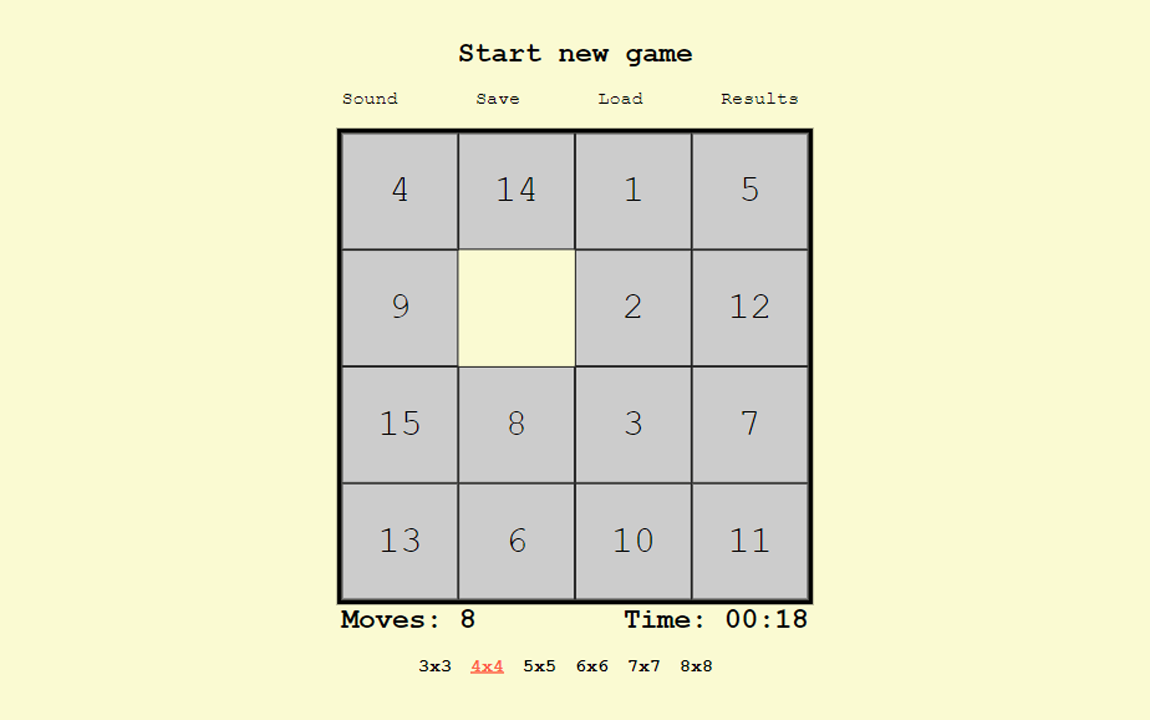 Start new game
Sound Save Load Results
4 14 1 5
9 2 12
15 8 3 7
13 6 10 11
Moves: 8 Time: 00:18
3x3 4x4 5x5 6x6 7x7 8x8